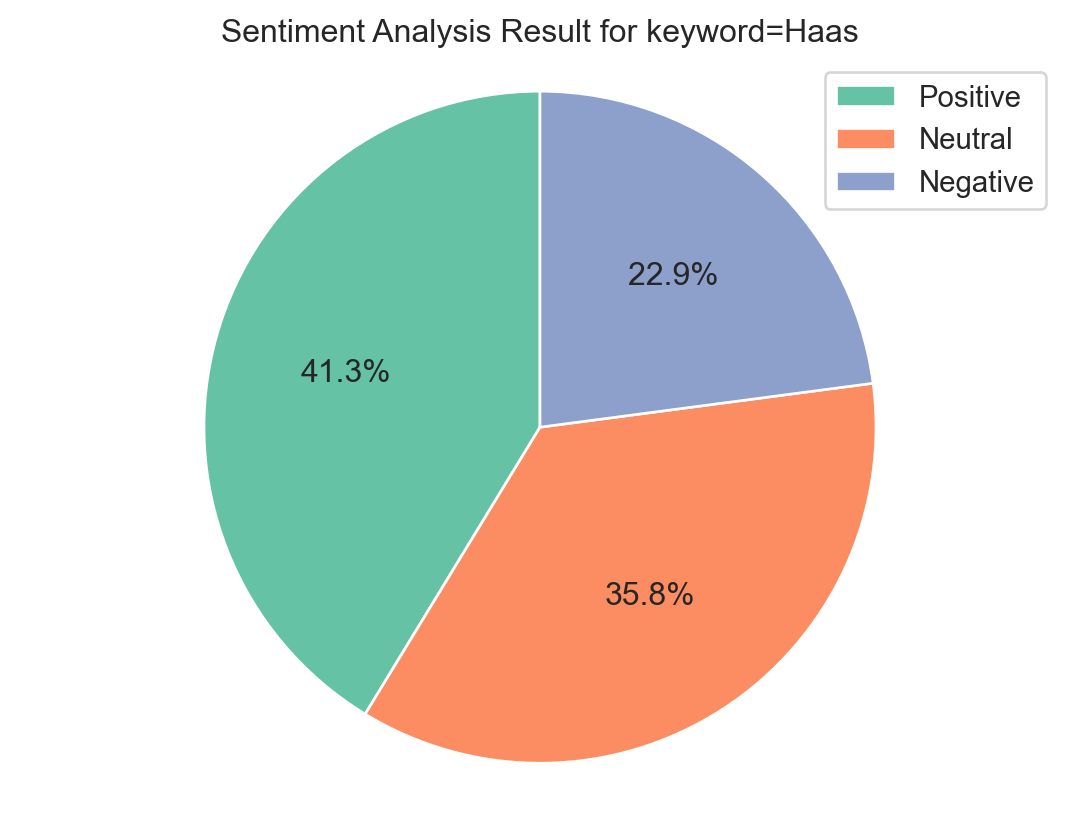 Sentiment Analysis Result for keyword=Haas
Positive
Neutral
Negative
22.9%
41.3%
35.8%